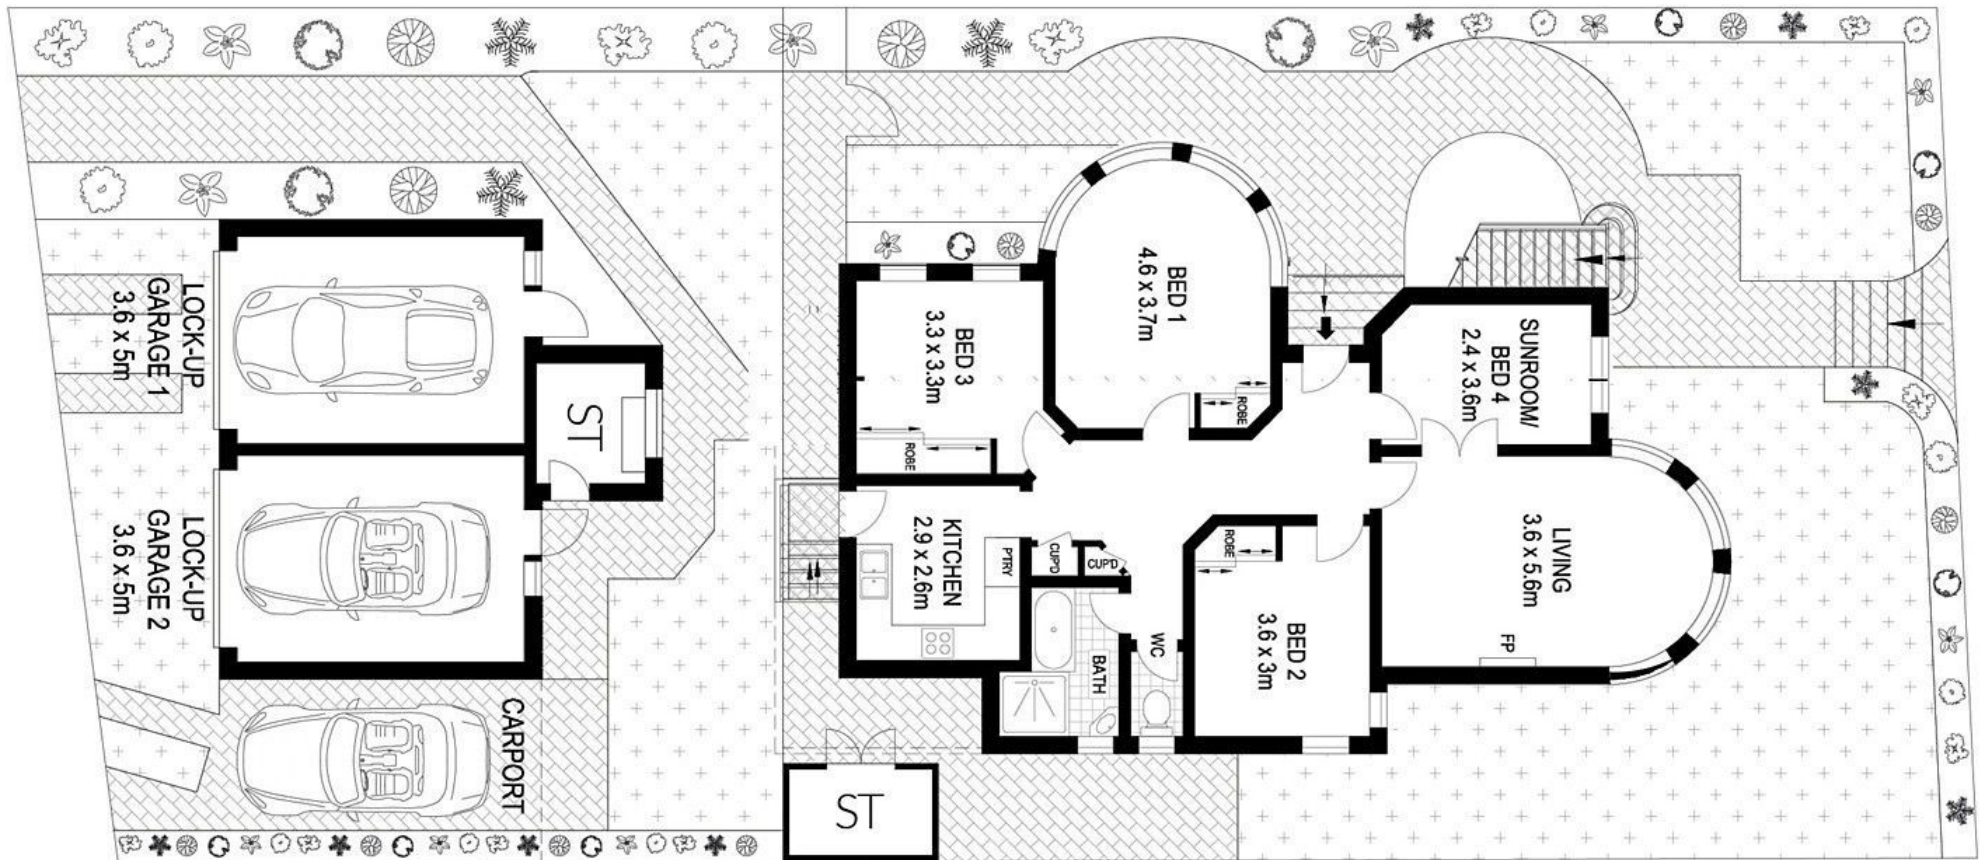 LOCK-UP
GARAGE 1
3.6 x 5m
LOCK-UP
GARAGE 2
3.6 x 5m
CARPORT
ST
ST
BED 3
3.3 x 3.3m
ROBE
BED 1
4.6 x 3.7m
ROBE
SUNROOM/
BED 4
2.4 x 3.6m
KITCHEN
2.9 x 2.6m
PTRY
CUP'D
CUP'D
BATH
WC
ROBE
BED 2
3.6 x 3m
LIVING
3.6 x 5.6m
FP